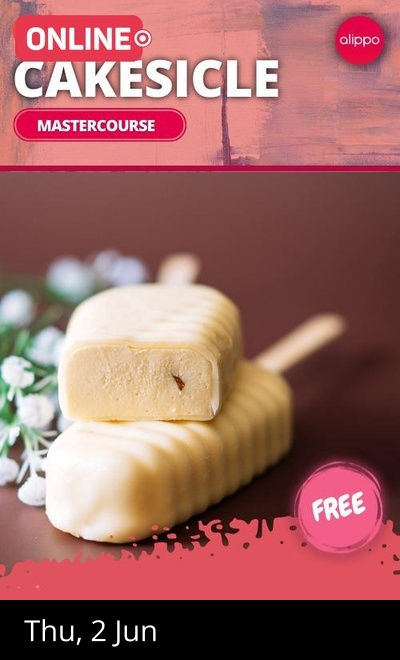 ONLINE
alippo
CAKESICLE
MASTERCOURSE
FREE
Thu, 2 Jun